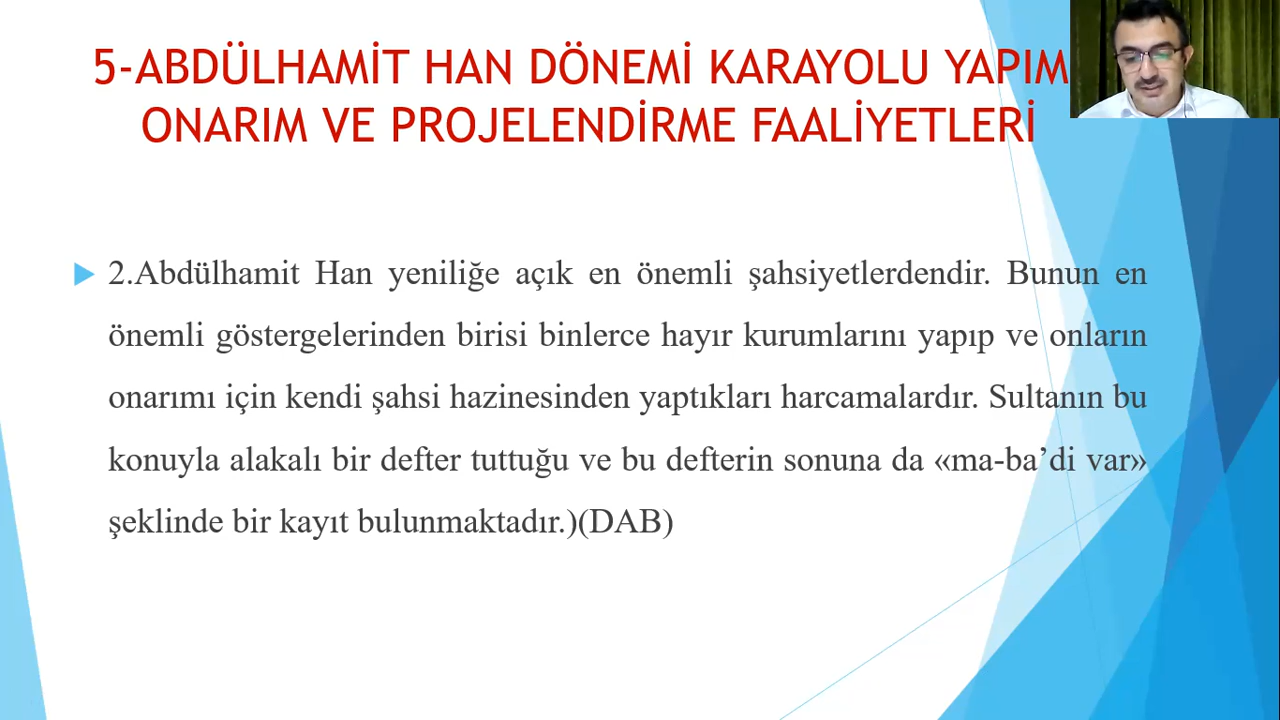 5-ABDÜLHAMİT HAN DÖNEMİ KARAYOLU YAPIM
ONARIM VE PROJELENDİRME FAALİYETLERİ
2.Abdülhamit Han yeniliğe açık en önemli şahsiyetlerdendir. Bunun en
önemli göstergelerinden birisi binlerce hayır kurumlarını yapıp ve onların
onarımı için kendi şahsi hazinesinden yaptıkları harcamalardır. Sultanın bu
konuyla alakalı bir defter tuttuğu ve bu defterin sonuna da «ma-ba’di var»
şeklinde bir kayıt bulunmaktadır.)(DAB)